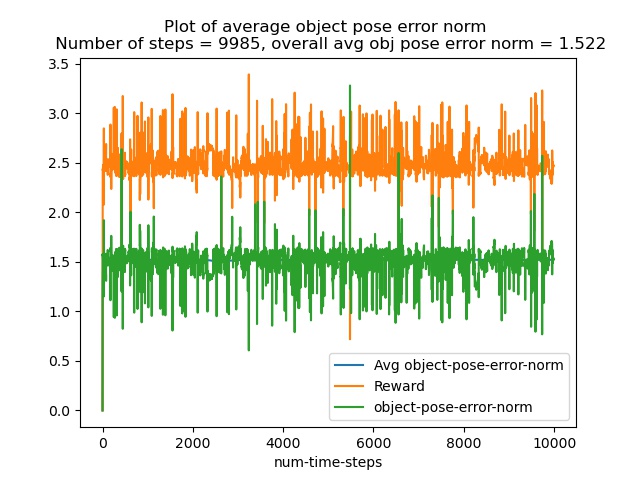 Plot of average object pose error norm
Number of steps = 9985, overall avg obj pose error norm = 1.522
3.5
3.0
2.5
2.0
1.5
1.0
0.5
0.0
Avg object-pose-error-norm
Reward
object-pose-error-norm
0 2000 4000 6000 8000 10000
num-time-steps